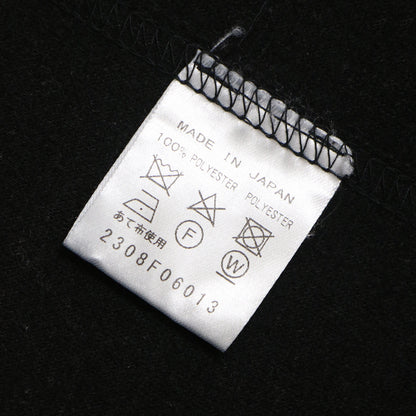 MADE IN JAPAN
100% POLYESTER POLYESTER
F
W
あて布使用
2308F06013